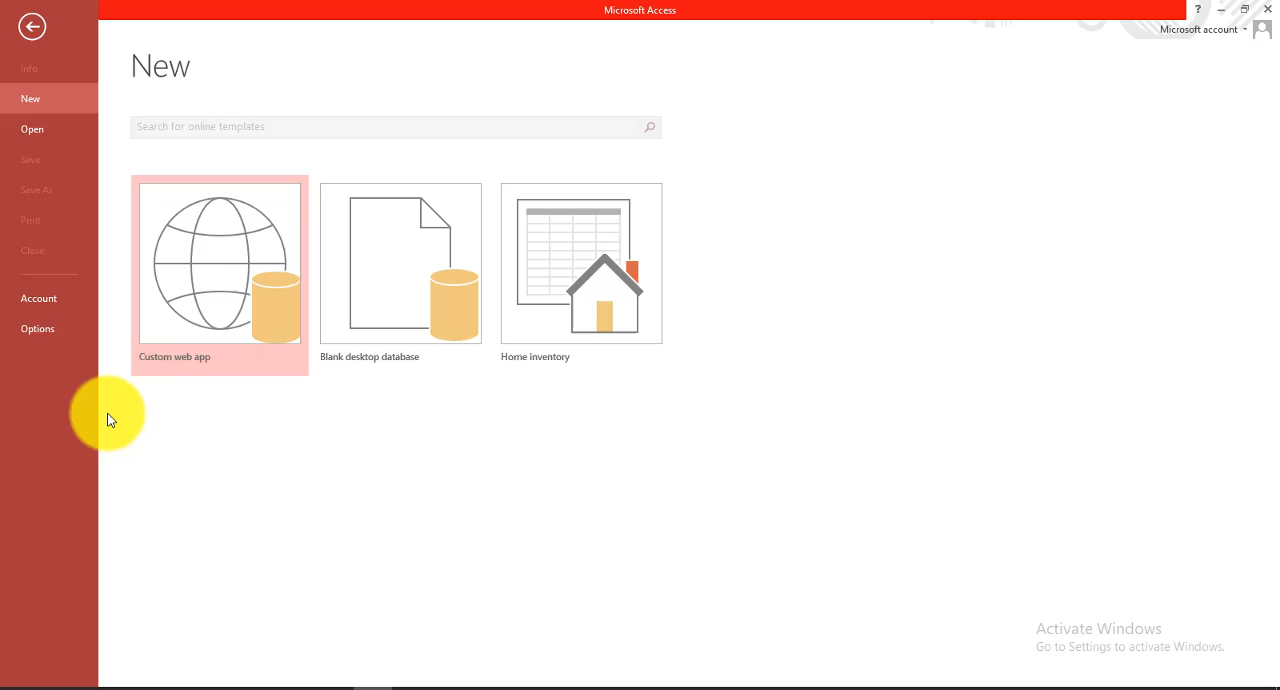 Microsoft Access
?
Microsoft account
Info
New
Open
Save
Save As
Print
Close
Account
Options
New
Search for online templates
Custom web app
Blank desktop database
Home inventory
Activate Windows
Go to Settings to activate Windows.